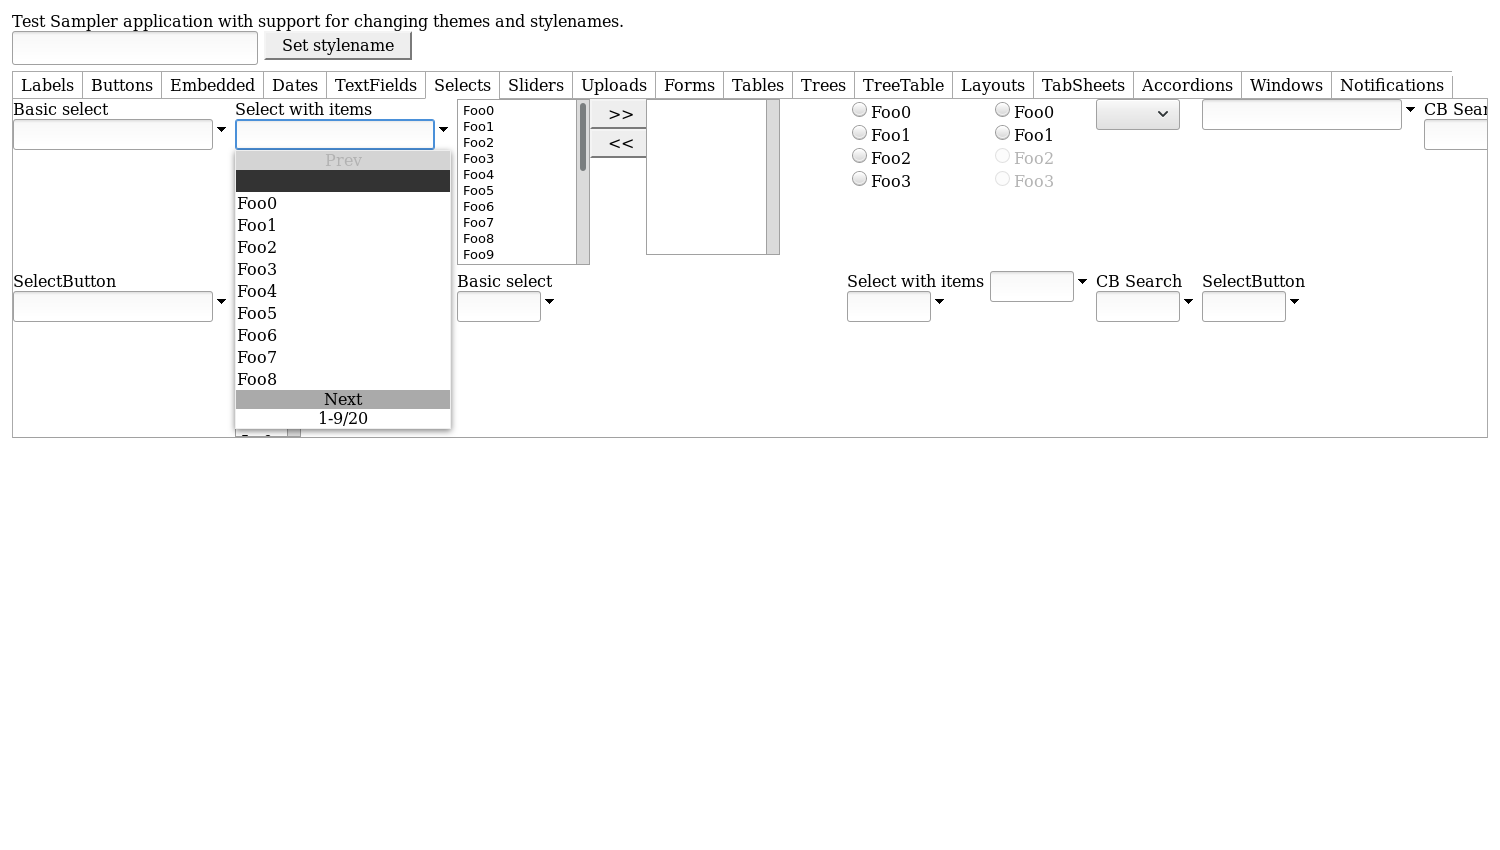 Test Sampler application with support for changing themes and stylenames.
Set stylename
Labels Buttons Embedded Dates TextFields Selects Sliders Uploads Forms Tables Trees TreeTable Layouts TabSheets Accordions Windows Notifications
Basic select
Select with items
Prev
Foo0
Foo1
Foo2
Foo3
Foo4
Foo5
Foo6
Foo7
Foo8
Next
1-9/20
Foo0
Foo1
Foo2
Foo3
Foo4
Foo5
Foo6
Foo7
Foo8
Foo9
>>
<<
Foo0
Foo1
Foo2
Foo3
Foo0
Foo1
Foo2
Foo3
CB Sear
SelectButton
Basic select
Select with items
CB Search
SelectButton